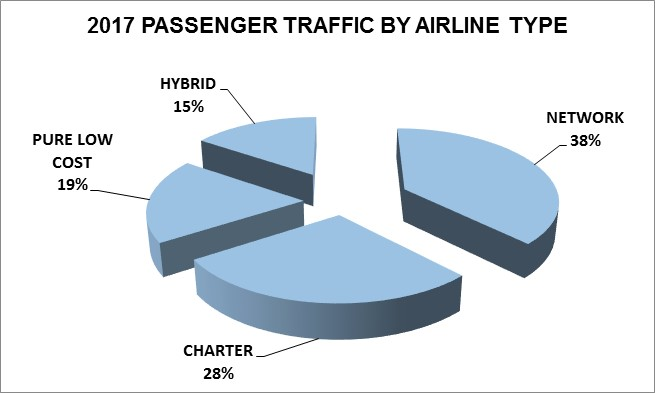 2017 PASSENGER TRAFFIC BY AIRLINE TYPE
HYBRID
15%
NETWORK
38%
PURE LOW
COST
19%
CHARTER
28%